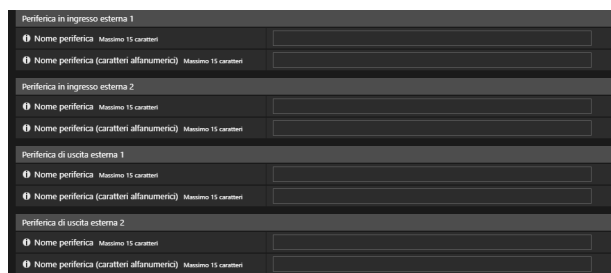 Periferica in ingresso esterna 1
Nome periferica Massimo 15 caratteri
Nome periferica (caratteri alfanumerici) Massimo 15 caratteri
Periferica in ingresso esterna 2
Nome periferica Massimo 15 caratteri
Nome periferica (caratteri alfanumerici) Massimo 15 caratteri
Periferica di uscita esterna 1
Nome periferica Massimo 15 caratteri
Nome periferica (caratteri alfanumerici) Massimo 15 caratteri
Periferica di uscita esterna 2
Nome periferica Massimo 15 caratteri
Nome periferica (caratteri alfanumerici) Massimo 15 caratteri